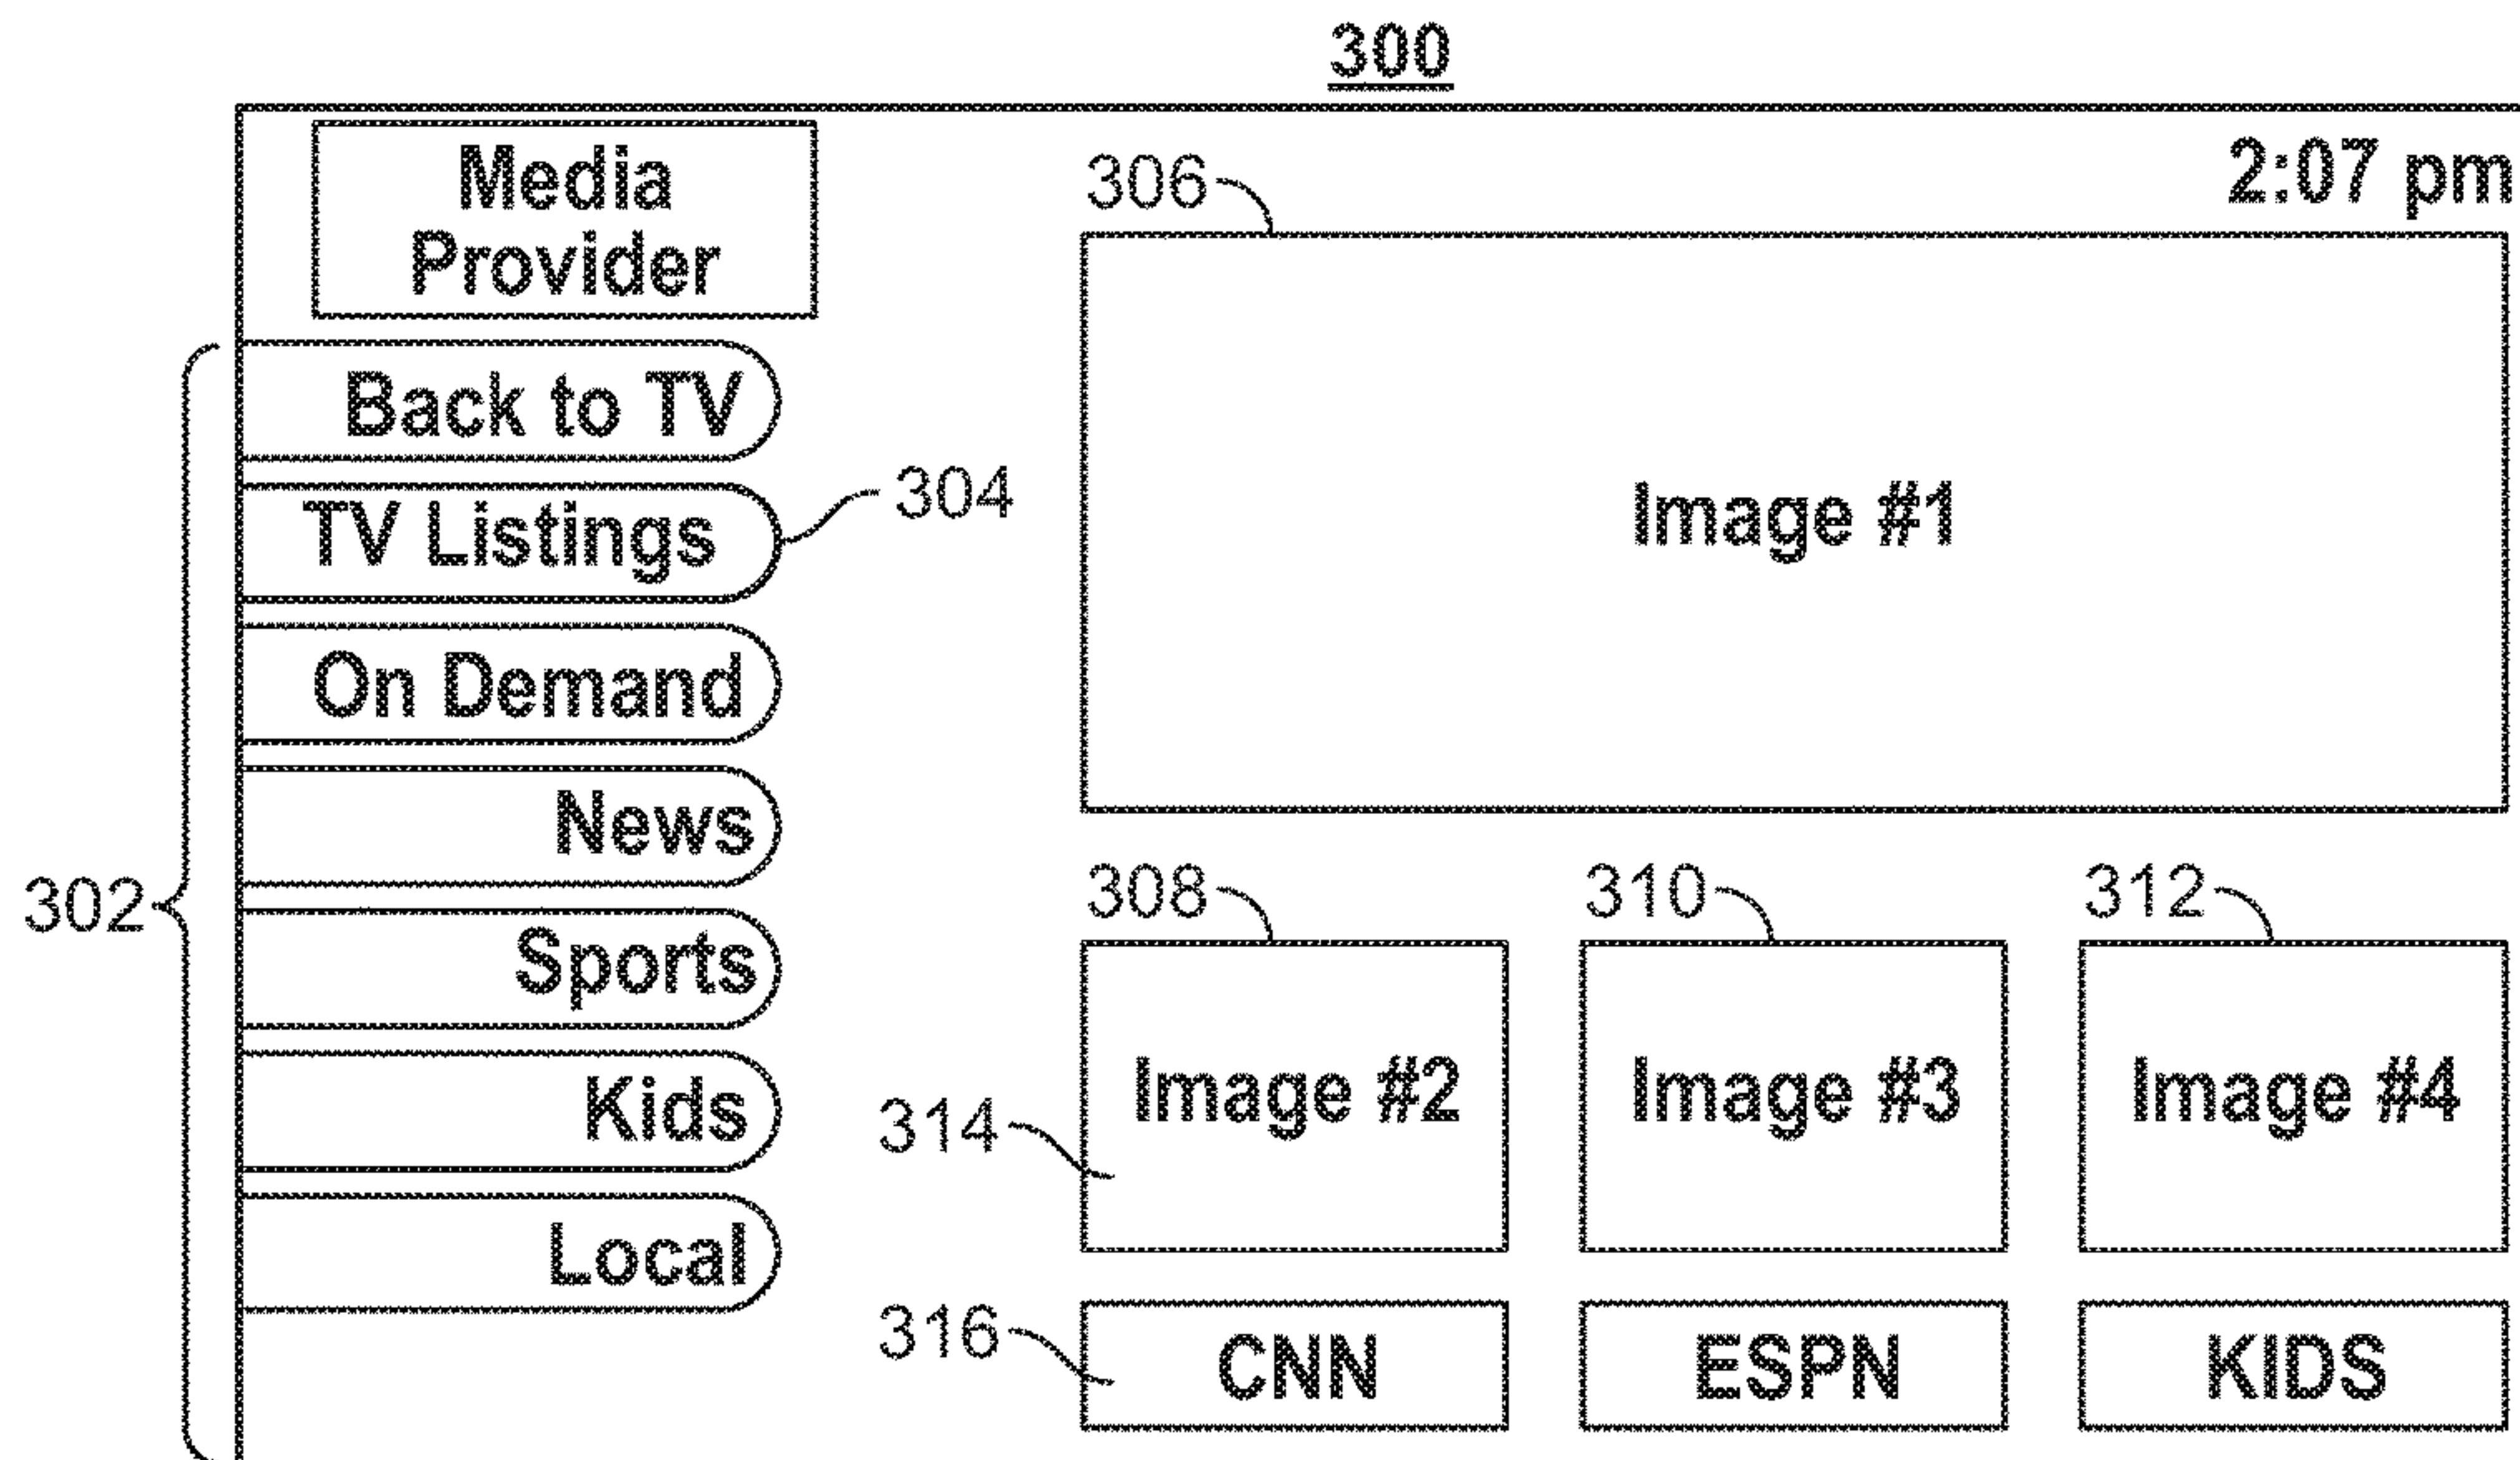 300
Media
Provider
2:07 pm
306
Back to TV
TV Listings
304
On Demand
News
Sports
Kids
Local
302
Image #1
308
310
312
Image #2
Image #3
Image #4
314
316
CNN
ESPN
KIDS